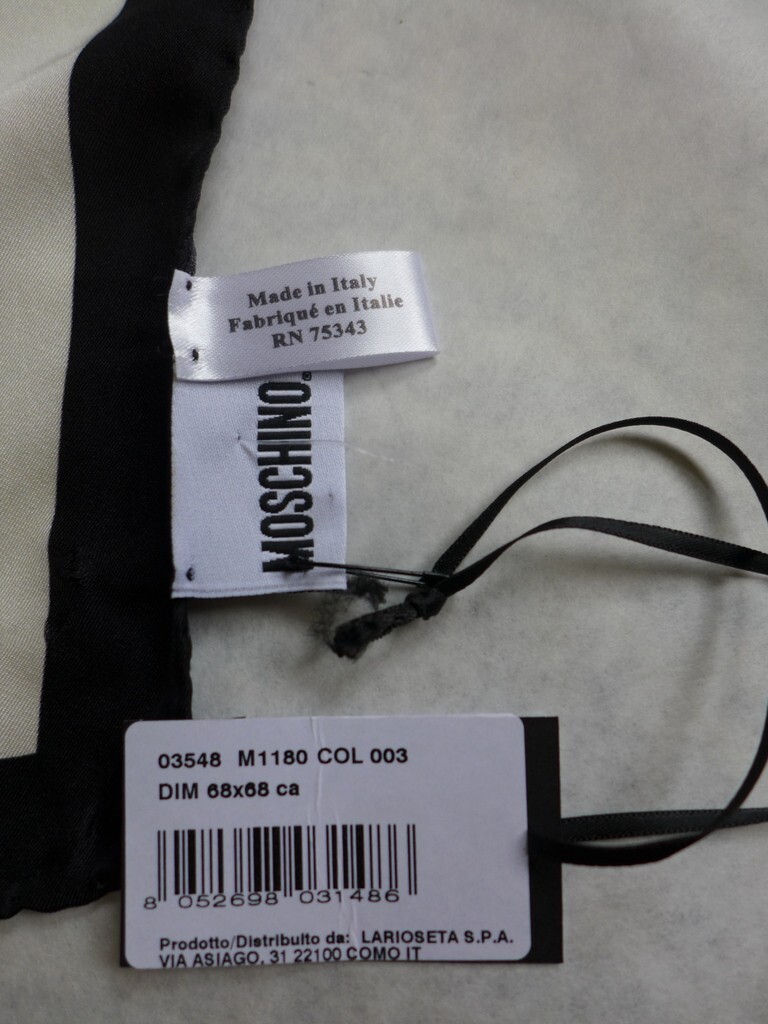 Made in Italy
Fabriqué en Italie
RN 75343
MOSCHINO®
03548 M1180 COL 003
DIM 68x68 ca
8 052698 031486
Prodotto/Distribuito da: LARIOSETA S.P.A.
VIA ASIAGO, 31 22100 COMO IT